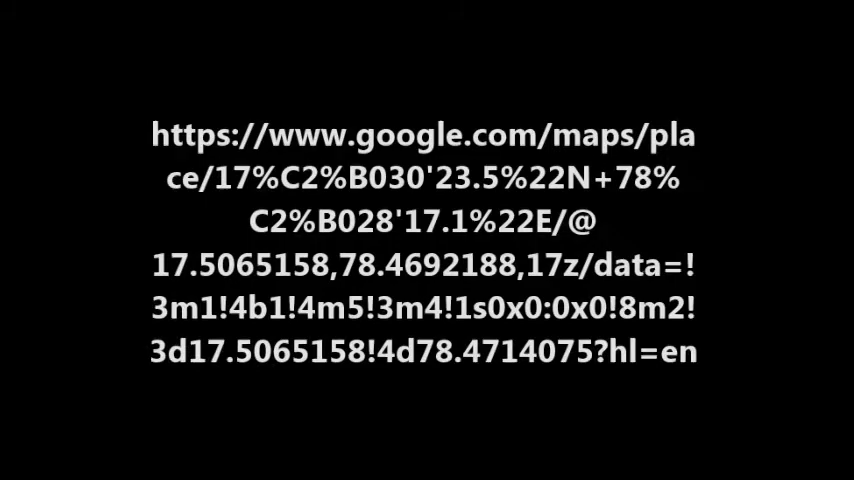 https://www.google.com/maps/pla
ce/17%C2%B030'23.5%22N+78%
C2%B028'17.1%22E/@
17.5065158,78.4692188,17z/data=!
3m1!4b1!4m5!3m4!1s0x0:0x0!8m2!
3d17.5065158!4d78.4714075?hl=en